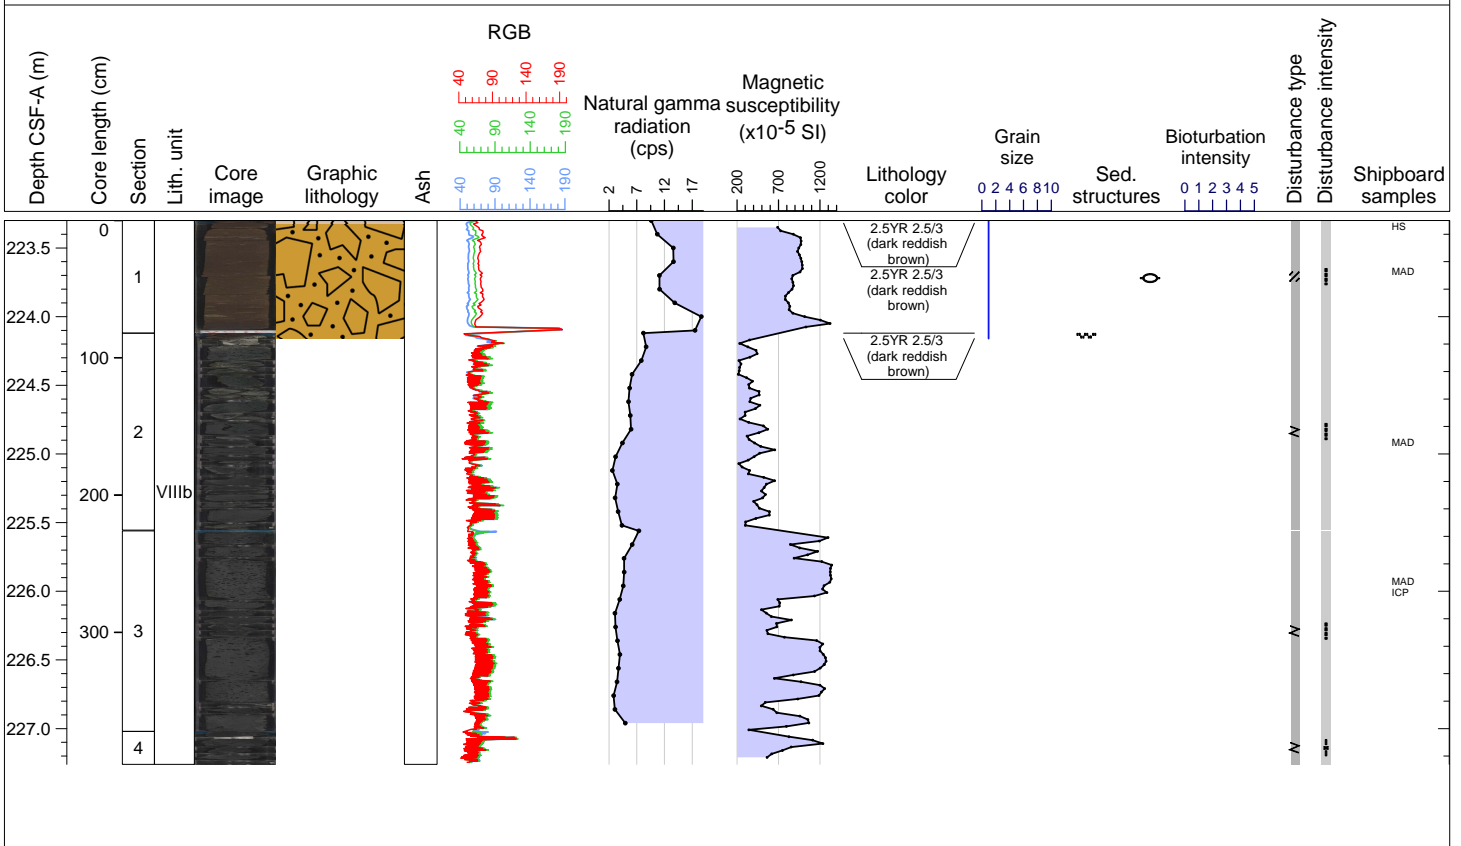 RGB
40 90 140 190
40 90 140 190
40 90 140 190
Depth CSF-A (m)
Core length (cm)
Section
Lith. unit
Core
image
Graphic
lithology
Ash
Natural gamma
radiation
(cps)
2 7 12 17
Magnetic
susceptibility
(x10-5 SI)
200 700 1200
Lithology
color
Grain
size
0 2 4 6 8 10
Sed.
structures
Bioturbation
intensity
0 1 2 3 4 5
Disturbance type
Disturbance intensity
Shipboard
samples
223.5
224.0
224.5
225.0
225.5
226.0
226.5
227.0
0
100
200
300
1
2
3
4
VIIIb
2.5YR 2.5/3
(dark reddish
brown)
2.5YR 2.5/3
(dark reddish
brown)
2.5YR 2.5/3
(dark reddish
brown)
HS
MAD
MAD
MAD
ICP